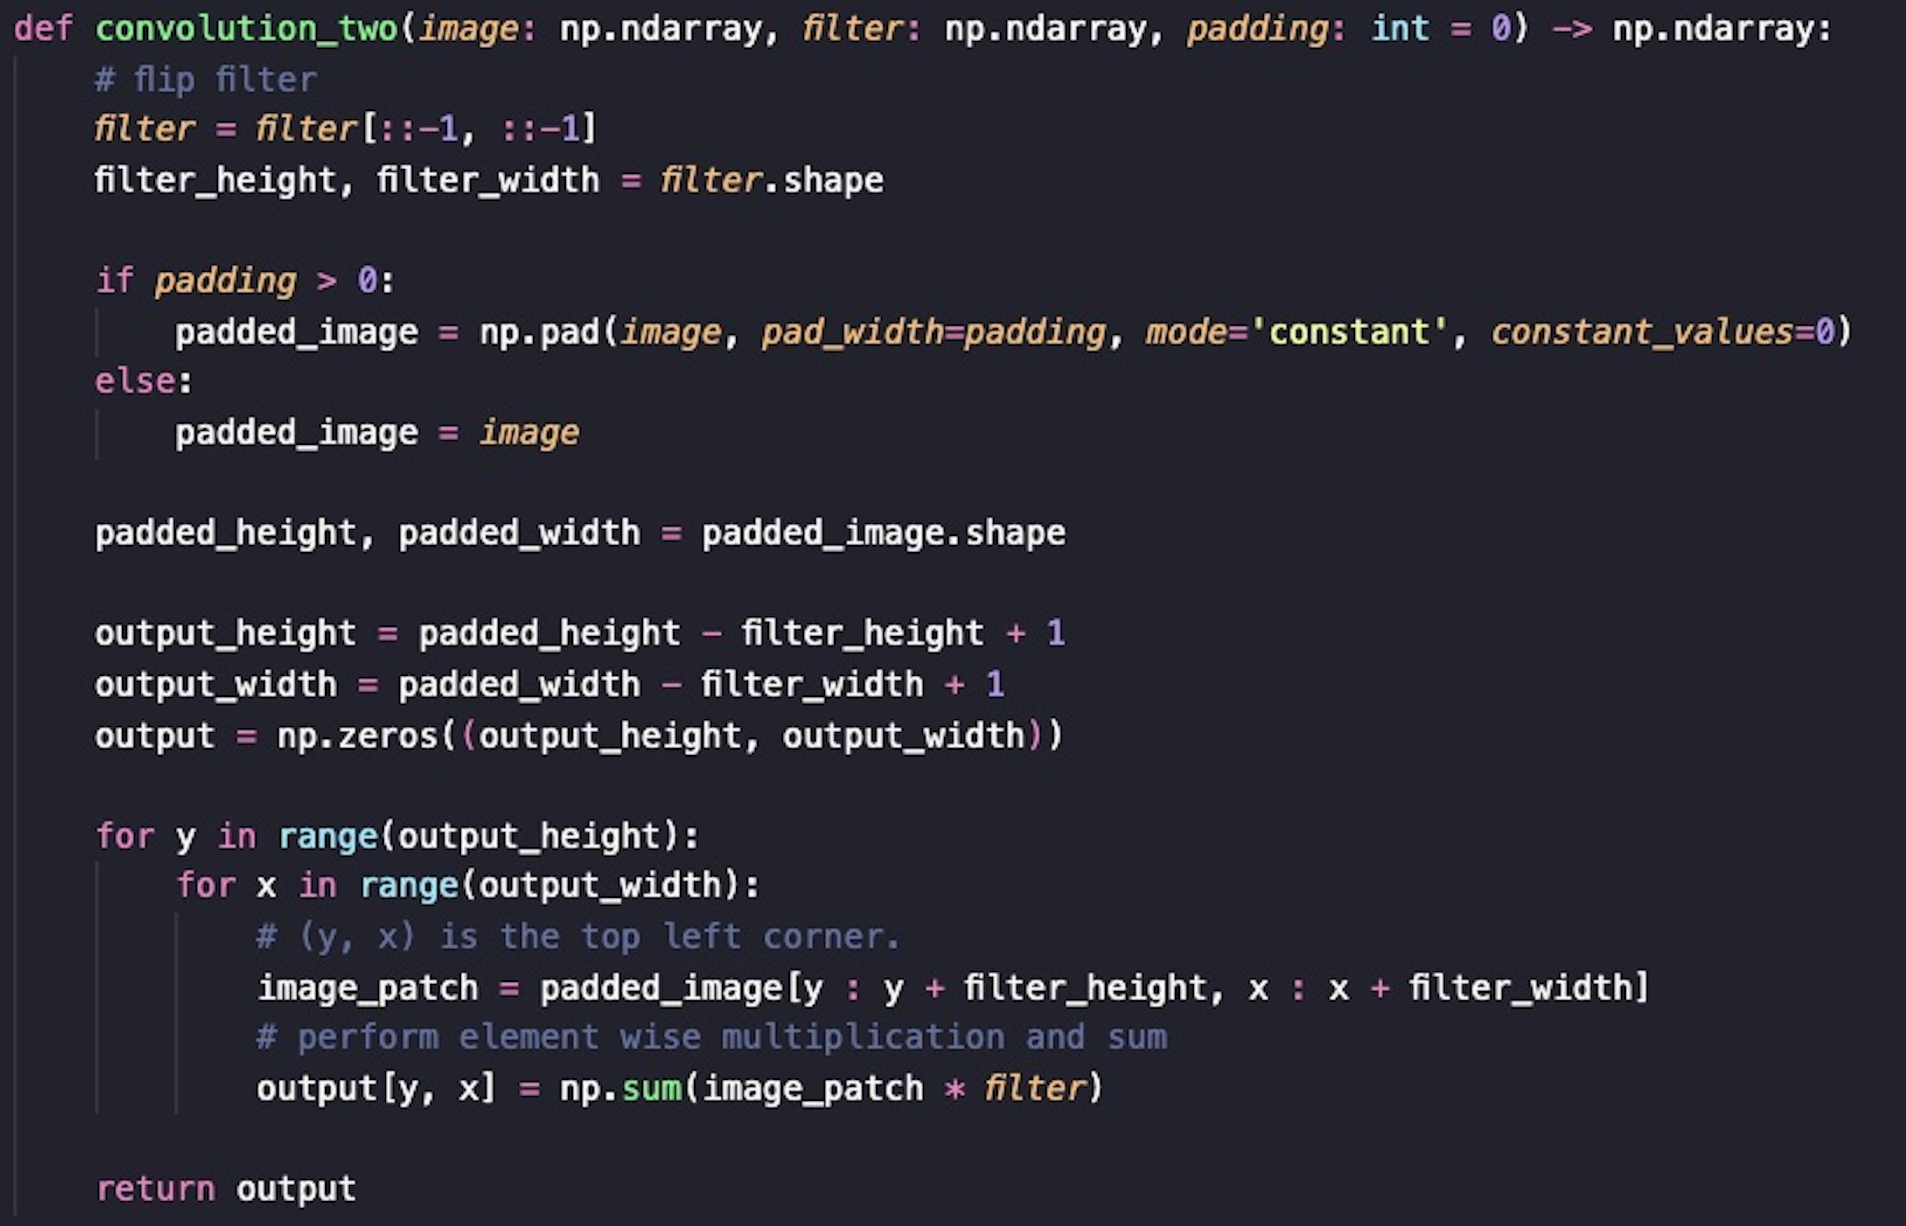 def convolution_two(image: np.ndarray, filter: np.ndarray, padding: int = 0) -> np.ndarray:
    # flip filter
    filter = filter[::-1, ::-1]
    filter_height, filter_width = filter.shape

    if padding > 0:
        padded_image = np.pad(image, pad_width=padding, mode='constant', constant_values=0)
    else:
        padded_image = image

    padded_height, padded_width = padded_image.shape

    output_height = padded_height - filter_height + 1
    output_width = padded_width - filter_width + 1
    output = np.zeros((output_height, output_width))

    for y in range(output_height):
        for x in range(output_width):
            # (y, x) is the top left corner.
            image_patch = padded_image[y : y + filter_height, x : x + filter_width]
            # perform element wise multiplication and sum
            output[y, x] = np.sum(image_patch * filter)

    return output